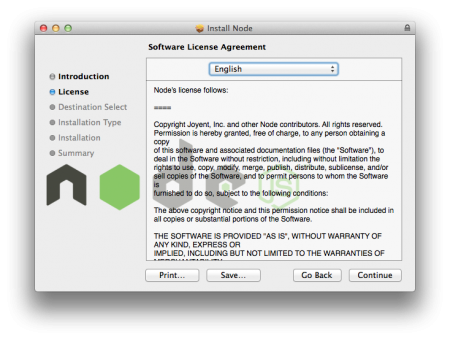 Install Node
Software License Agreement
English
Introduction
License
Destination Select
Installation Type
Installation
Summary
Node's license follows:
====
Copyright Joyent, Inc. and other Node contributors. All rights reserved.
Permission is hereby granted, free of charge, to any person obtaining a
copy
of this software and associated documentation files (the "Software"), to
deal in the Software without restriction, including without limitation the
rights to use, copy, modify, merge, publish, distribute, sublicense, and/or
sell copies of the Software, and to permit persons to whom the Software
is
furnished to do so, subject to the following conditions:
The above copyright notice and this permission notice shall be included in
all copies or substantial portions of the Software.
THE SOFTWARE IS PROVIDED "AS IS", WITHOUT WARRANTY OF
ANY KIND, EXPRESS OR
IMPLIED, INCLUDING BUT NOT LIMITED TO THE WARRANTIES OF
MERCHANTABILITY
JS
Print...
Save...
Go Back
Continue